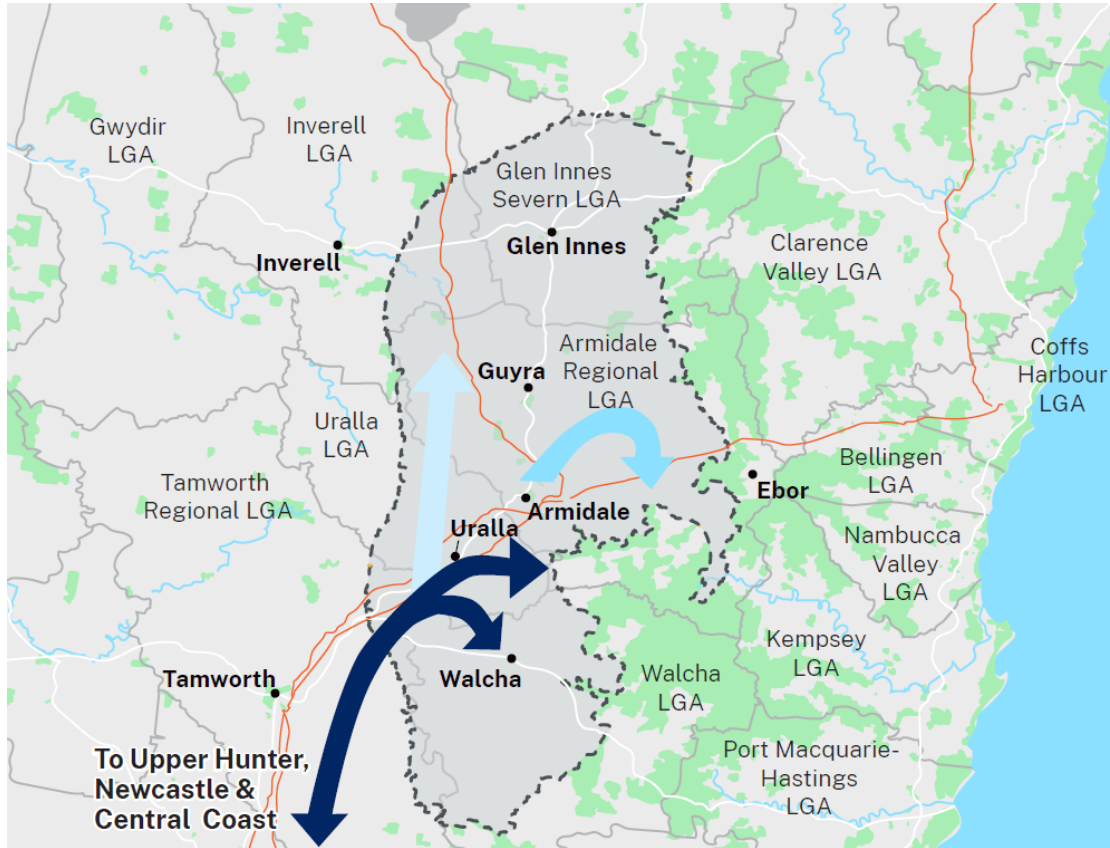 Gwydir
LGA
Inverell
LGA
Glen Innes
Severn LGA
Glen Innes
Inverell
Clarence
Valley LGA
Coffs
Harbour
LGA
Armidale
Regional
LGA
Guyra
Uralla
LGA
Tamworth
Regional LGA
Bellingen
LGA
Ebor
Armidale
Uralla
Nambucca
Valley
LGA
Kempsey
LGA
Walcha
LGA
Walcha
Tamworth
Port Macquarie-
Hastings
LGA
To Upper Hunter,
Newcastle &
Central Coast